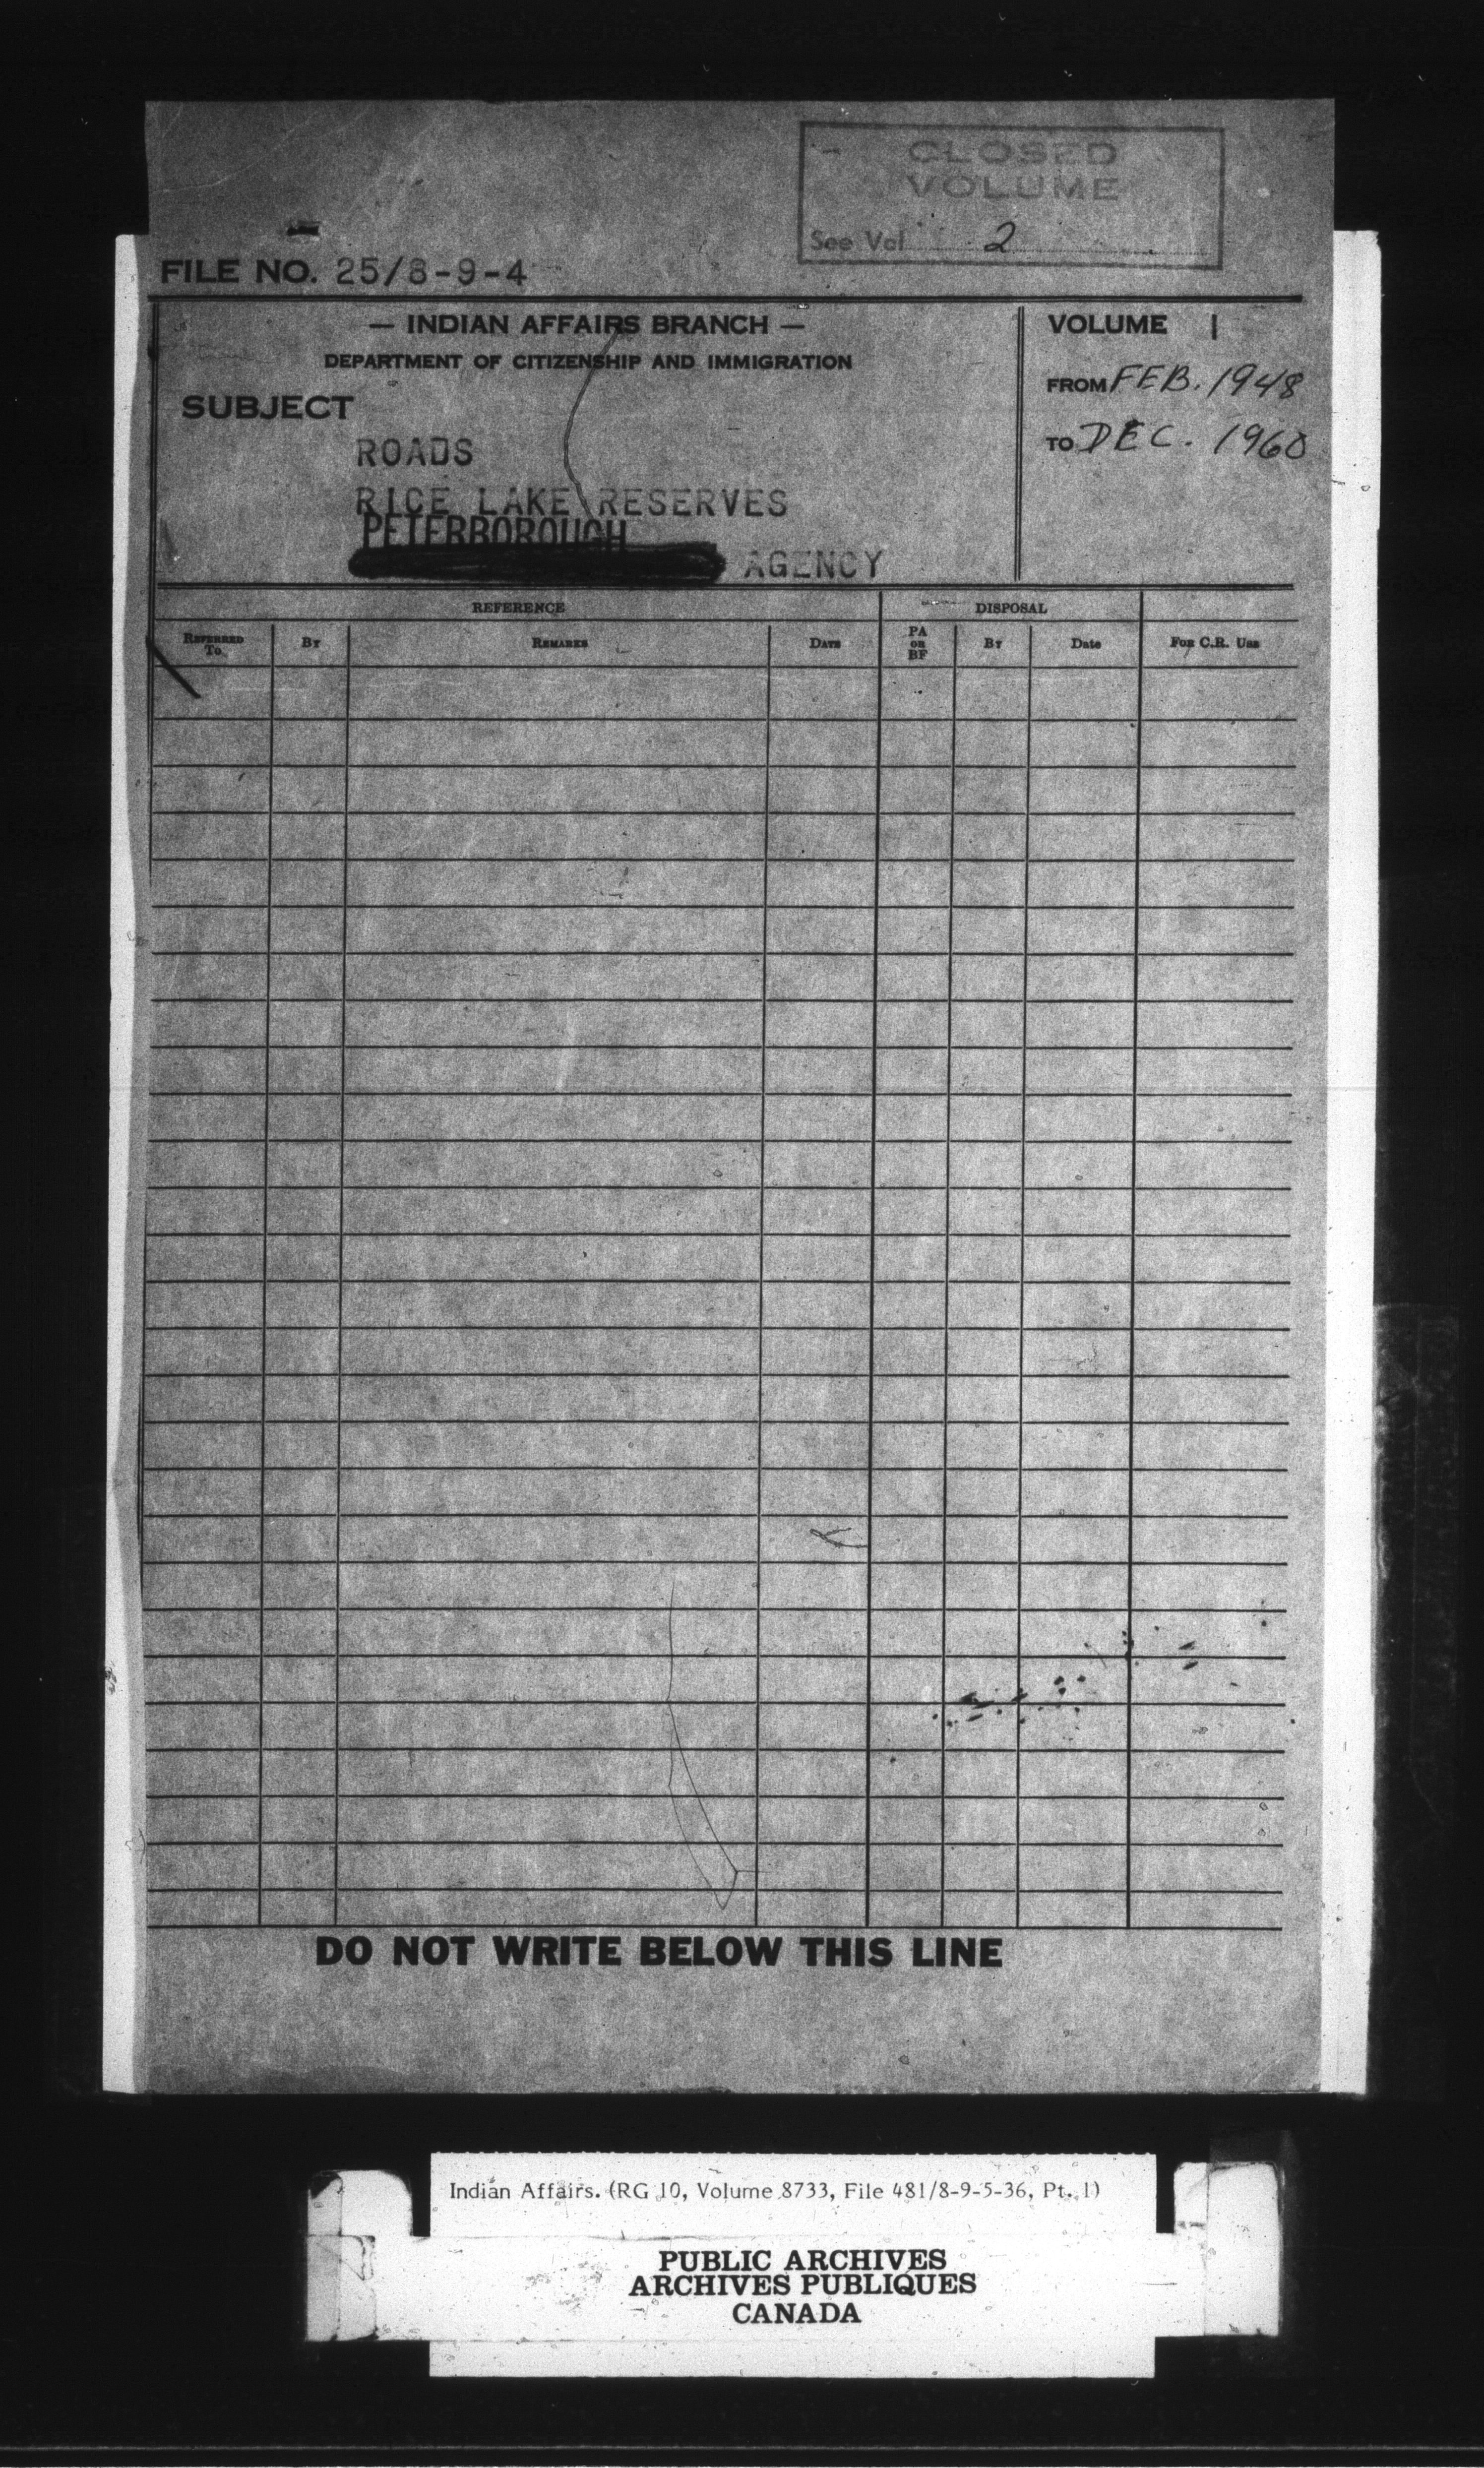 CLOSED
VOLUME
See Vol 2
FILE NO. 25/8-9-4
— INDIAN AFFAIRS BRANCH —
DEPARTMENT OF CITIZENSHIP AND IMMIGRATION
SUBJECT
ROADS
RICE LAKE RESERVES
PETERBOROUGH
AGENCY
VOLUME 1
FROM FEB. 1948
TO DEC. 1960
REFERENCE
DISPOSAL
REFERRED To
BY
REMARKS
DATE
PA OR BF
BY
Date
FOR C.R. USE
DO NOT WRITE BELOW THIS LINE
Indian Affairs. (RG 10, Volume 8733, File 481/8-9-5-36, Pt. 1)
PUBLIC ARCHIVES
ARCHIVES PUBLIQUES
CANADA